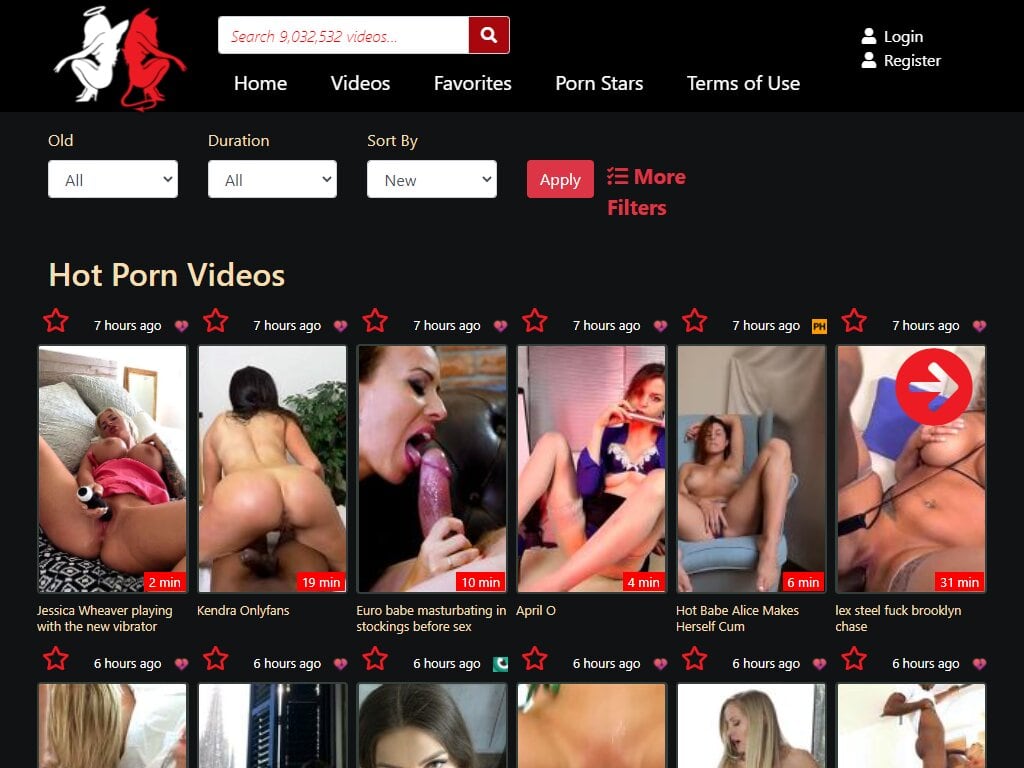 Search 9,032,532 videos...
Login
Register
Home Videos Favorites Porn Stars Terms of Use
Old Duration Sort By
All All New Apply More
Filters
Hot Porn Videos
7 hours ago 7 hours ago 7 hours ago 7 hours ago 7 hours ago PH 7 hours ago
2 min 19 min 10 min 4 min 6 min 31 min
Jessica Wheaver playing
with the new vibrator
Kendra Onlyfans
Euro babe masturbating in
stockings before sex
April O
Hot Babe Alice Makes
Herself Cum
lex steel fuck brooklyn
chase
6 hours ago 6 hours ago 6 hours ago 6 hours ago 6 hours ago 6 hours ago